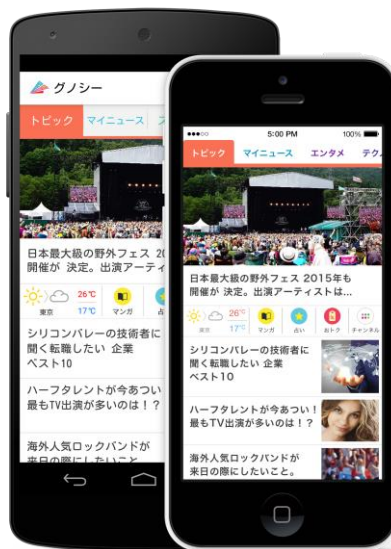 グノシー
トピック マイニュース
日本最大級の野外フェス 20
開催が 決定。出演アーティ
26℃
17℃
東京 マンガ 占い
シリコンバレーの技術者に
聞く転職したい 企業
ベスト10
ハーフタレントが今あつい
最もTV出演が多いのは！？
海外人気ロックバンドが
来日の際にしたいこと。
5:00 PM 100%
トピック マイニュース エンタメ テク
日本最大級の野外フェス 2015年も
開催が 決定。出演アーティストは...
26℃
17℃
東京 マンガ 占い おトク チャンネル
シリコンバレーの技術者に
聞く転職したい 企業
ベスト10
ハーフタレントが今あつい！
最もTV出演が多いのは！？
海外人気ロックバンドが
来日の際にしたいこと。